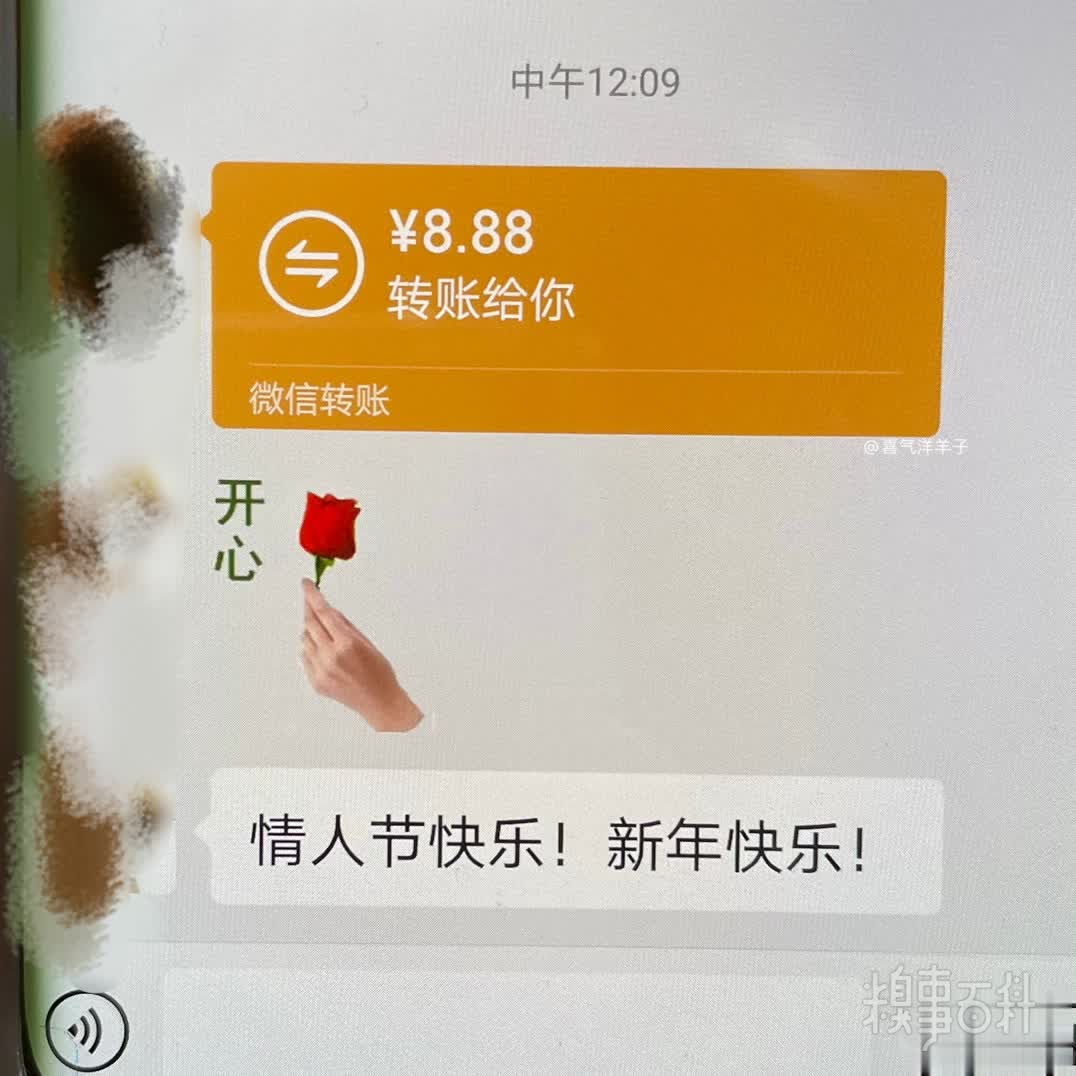 中午12:09
¥8.88
转账给你
微信转账
@喜气洋羊子
开
心
情人节快乐！新年快乐！
糗事百科